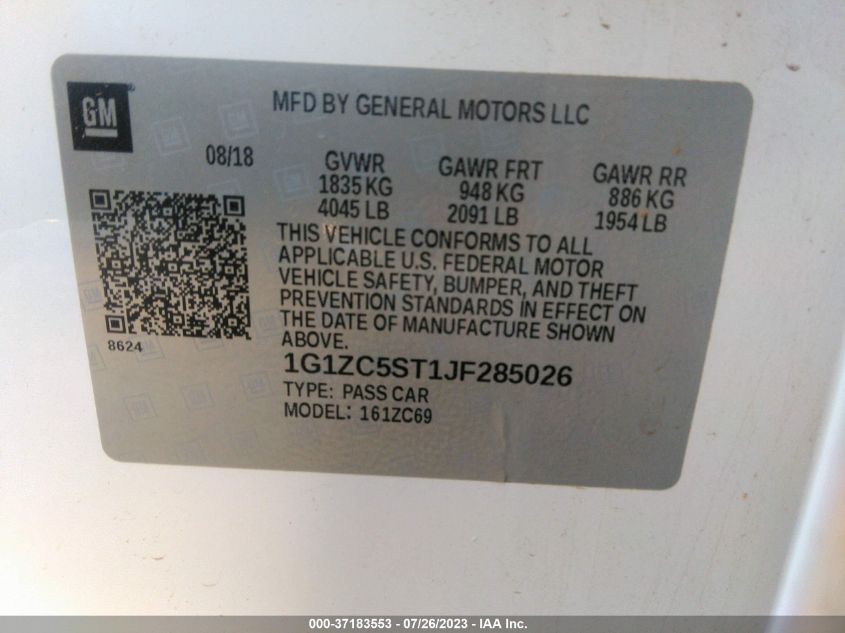 GM
MFD BY GENERAL MOTORS LLC
08/18
GVWR
1835 KG
4045 LB
GAWR FRT
948 KG
2091 LB
GAWR RR
886 KG
1954 LB
THIS VEHICLE CONFORMS TO ALL
APPLICABLE U.S. FEDERAL MOTOR
VEHICLE SAFETY, BUMPER, AND THEFT
PREVENTION STANDARDS IN EFFECT ON
THE DATE OF MANUFACTURE SHOWN
ABOVE.
8624
1G1ZC5ST1JF285026
TYPE: PASS CAR
MODEL: 161ZC69
000-37183553 - 07/26/2023 - IAA Inc.